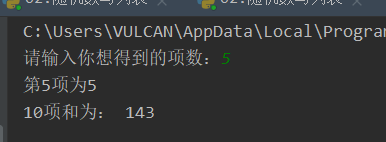 C:\Users\VULCAN\AppData\Local\Progra
请输入你想得到的项数：5
第5项为5
10项和为： 143